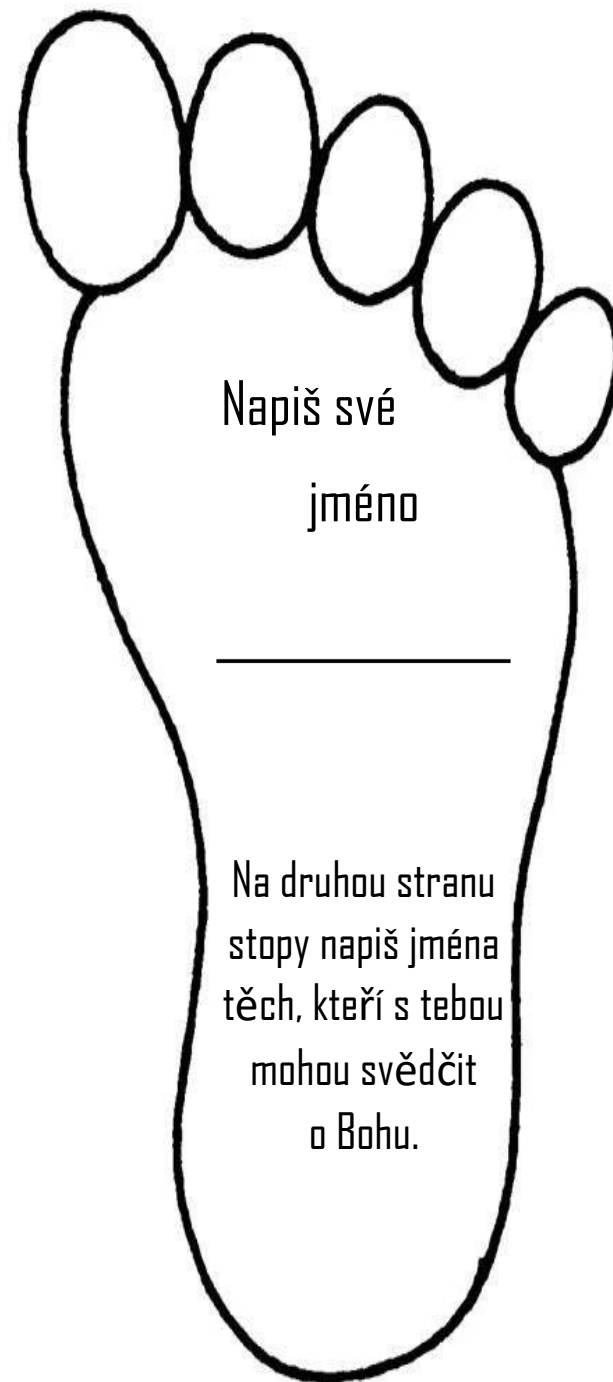 Napiš své
jméno
Na druhou stranu
stopy napiš jména
těch, kteří s tebou
mohou svědčit
o Bohu.